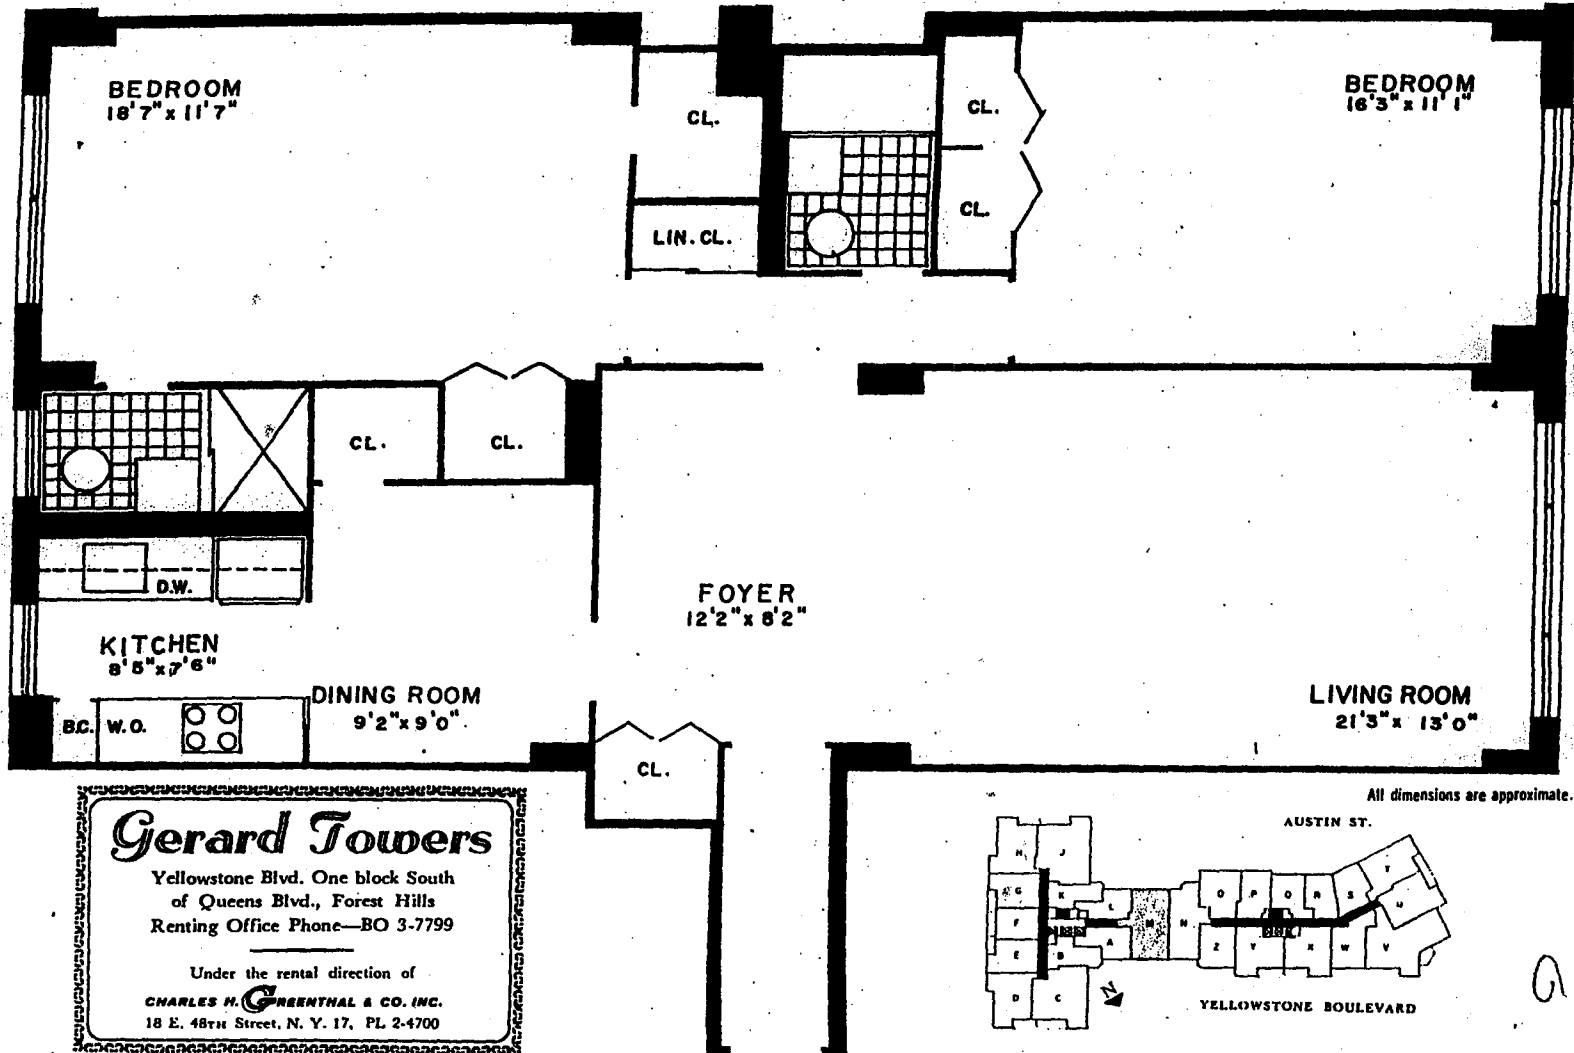 BEDROOM
18'7" x 11'7"
CL.
LIN. CL.
CL.
CL.
BEDROOM
16'3" x 11'1"
CL.
CL.
D.W.
KITCHEN
8'5" x 7'6"
B.C. W.O.
DINING ROOM
9'2" x 9'0"
FOYER
12'2" x 8'2"
CL.
LIVING ROOM
21'3" x 13'0"
All dimensions are approximate.
Gerard Towers
Yellowstone Blvd. One block South
of Queens Blvd., Forest Hills
Renting Office Phone—BO 3-7799
Under the rental direction of
CHARLES H. GREENTHAL & CO. INC.
18 E. 48TH Street, N. Y. 17, PL 2-4700
AUSTIN ST.
H J
G K L
F
E B A M N
D C
O P Q R S T U
Z Y X W V
N
YELLOWSTONE BOULEVARD